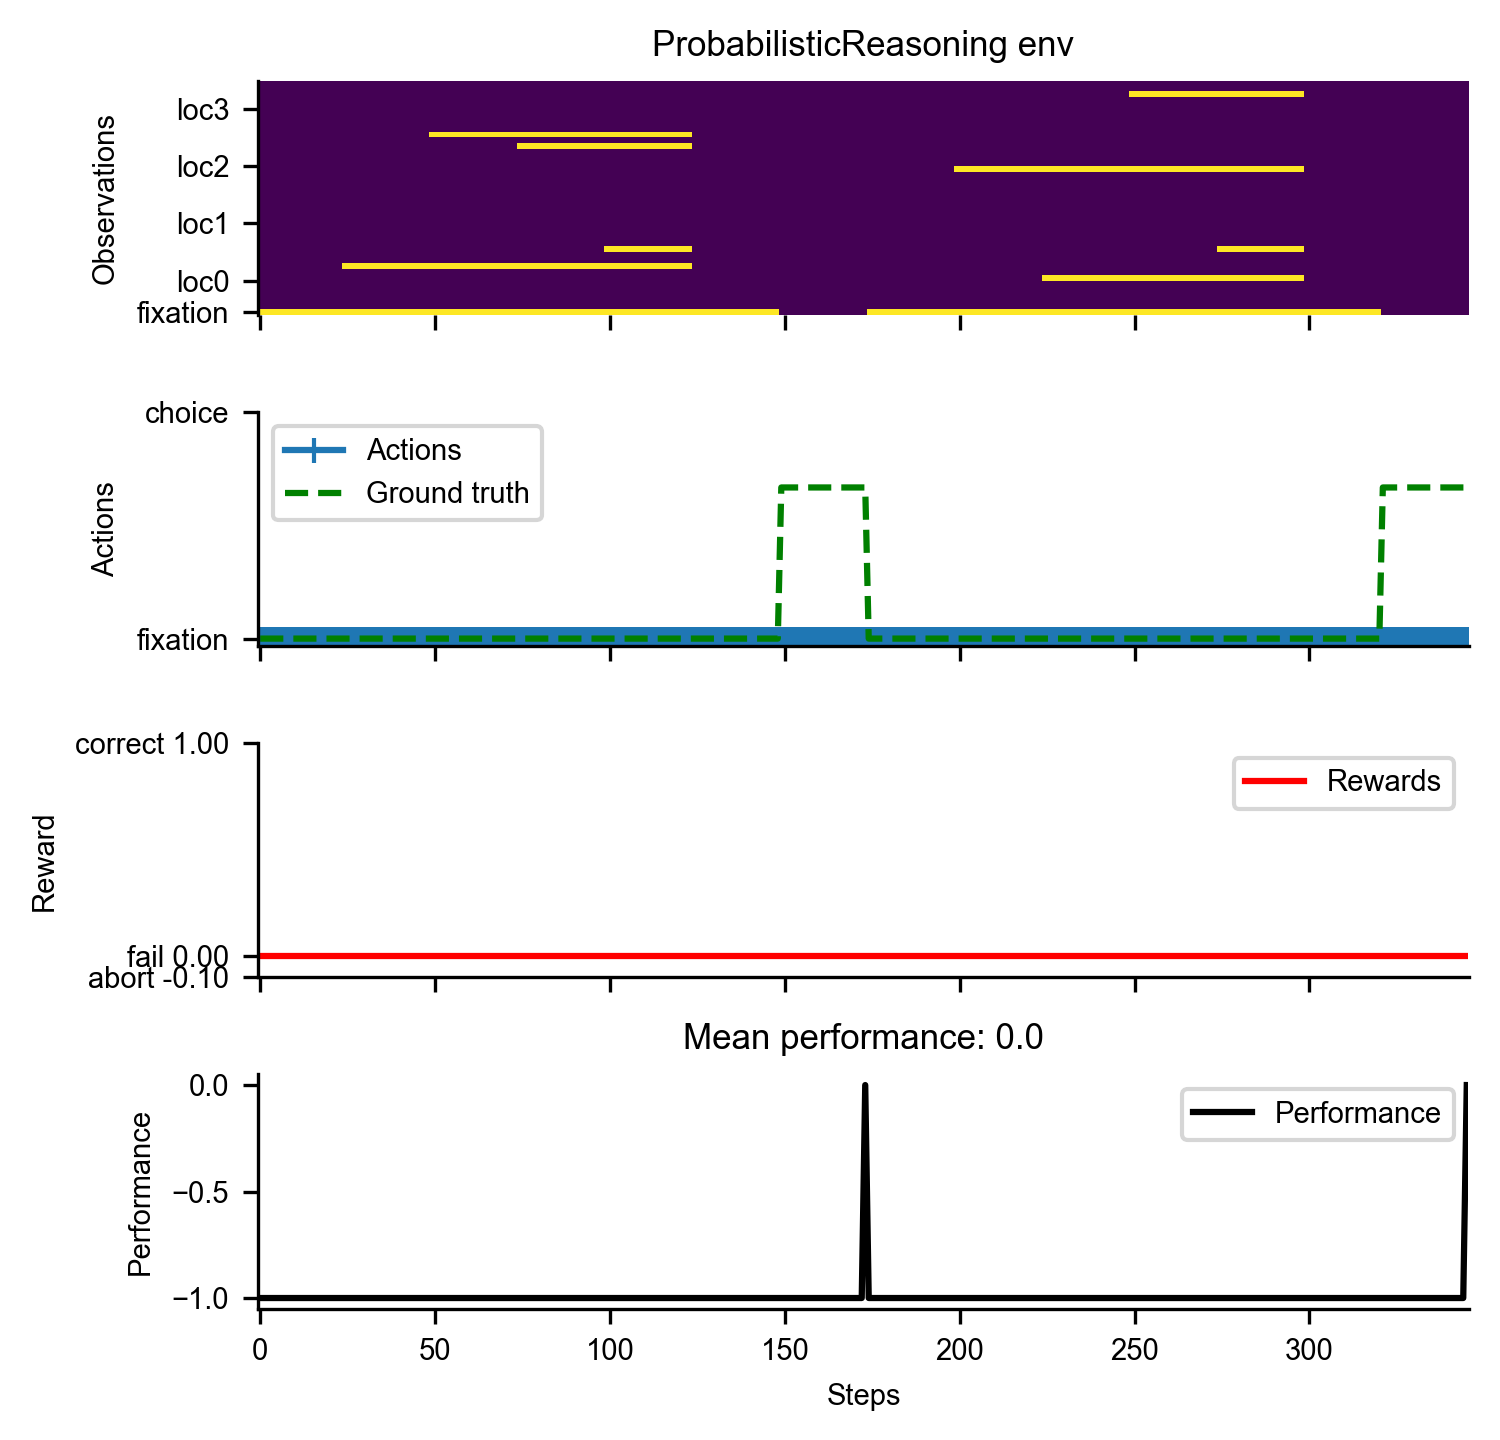 ProbabilisticReasoning env
Observations
loc3
loc2
loc1
loc0
fixation
Actions
choice
fixation
Actions
Ground truth
Reward
correct 1.00
fail 0.00
abort -0.10
Rewards
Mean performance: 0.0
Performance
0.0
−0.5
−1.0
Performance
0 50 100 150 200 250 300
Steps